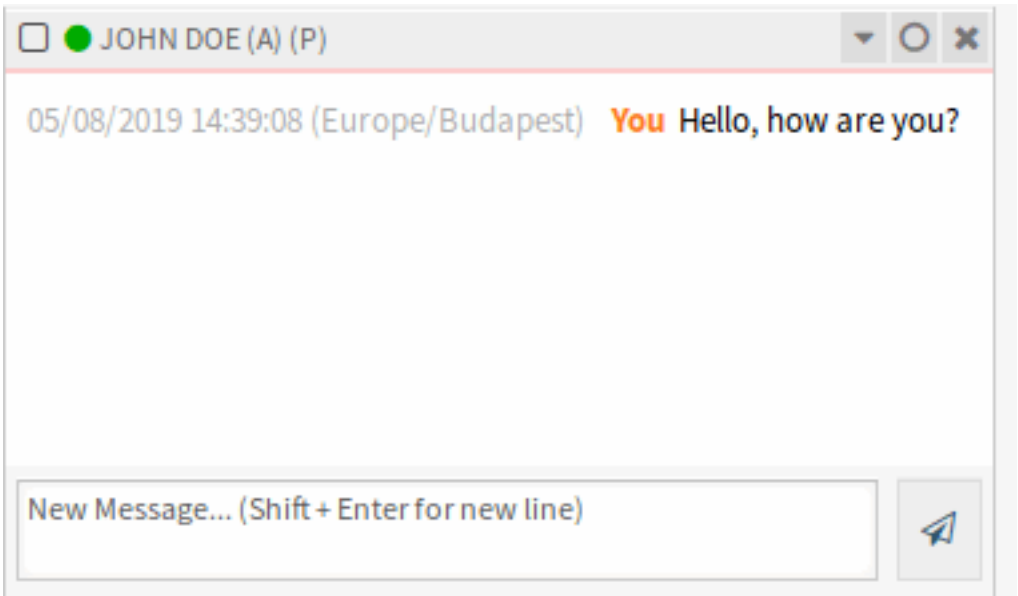 JOHN DOE (A) (P)
05/08/2019 14:39:08 (Europe/Budapest) You Hello, how are you?
New Message... (Shift + Enter for new line)